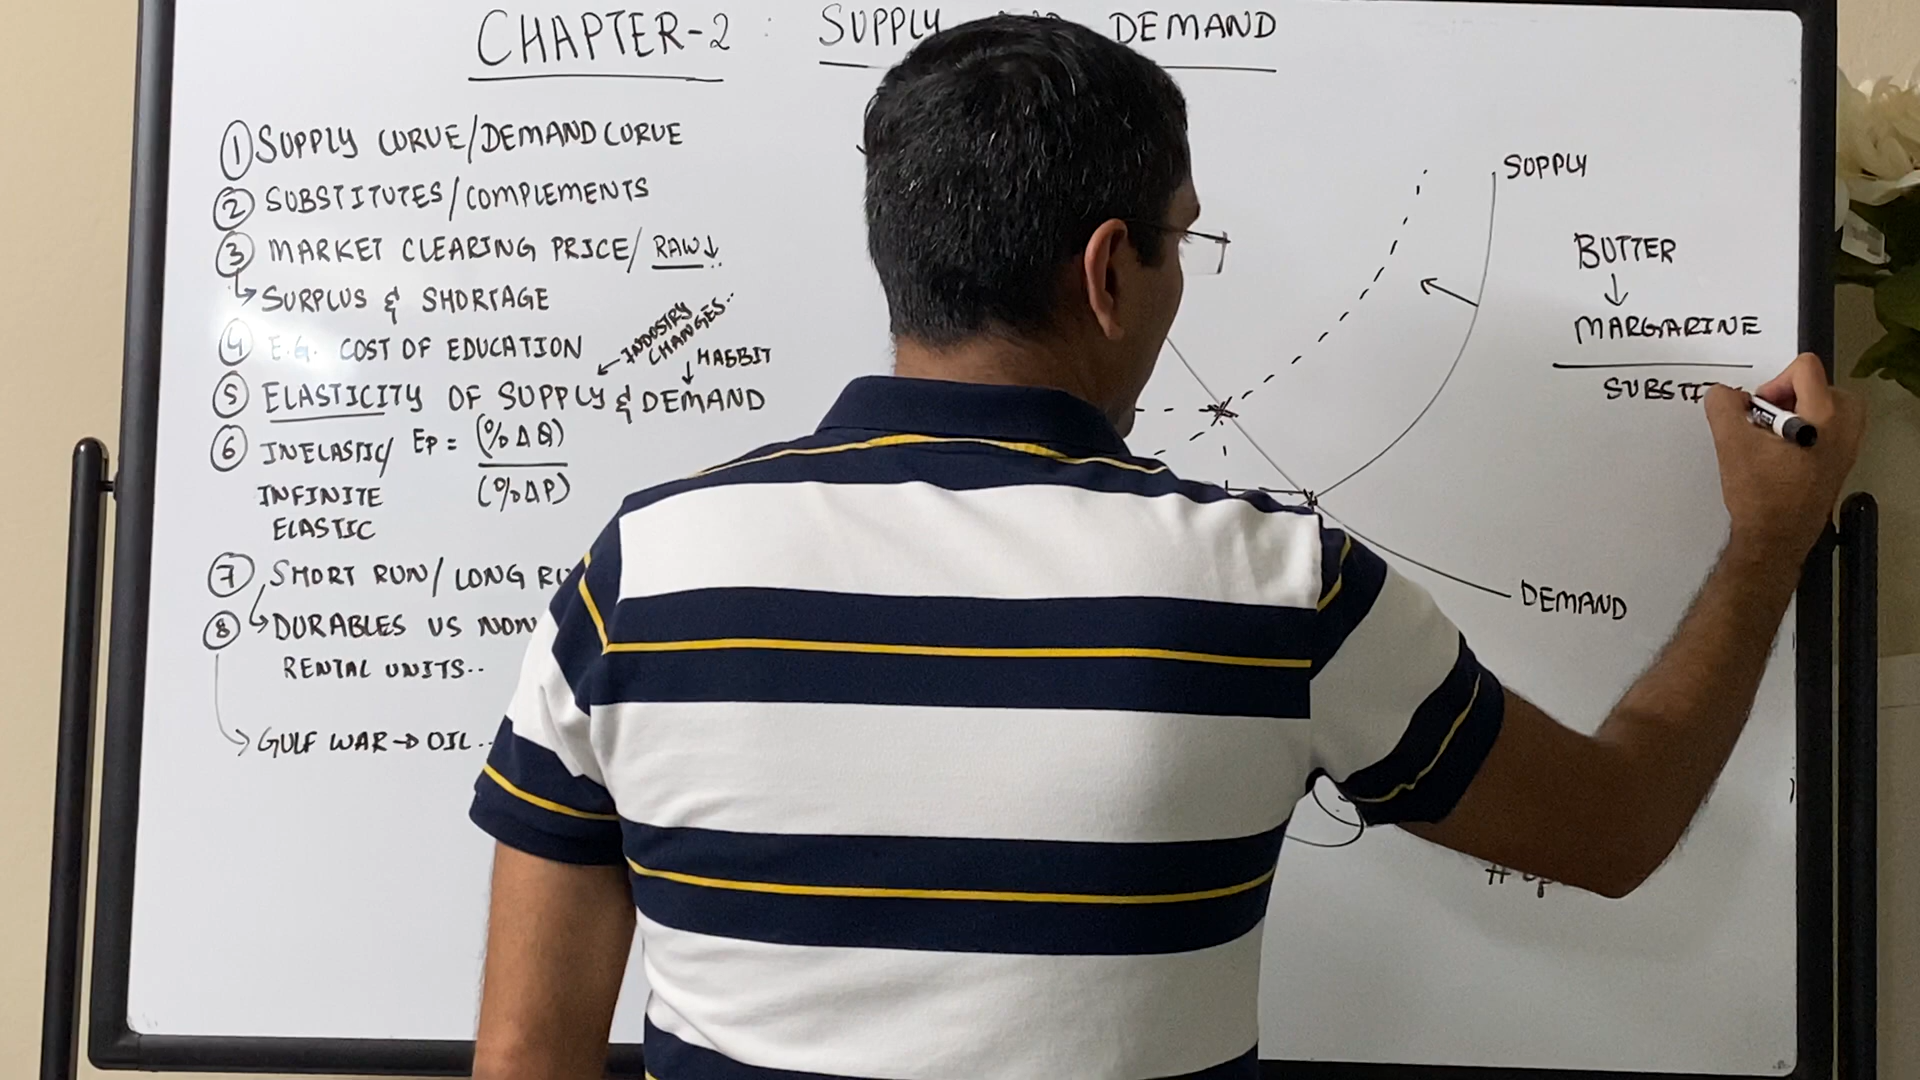 CHAPTER-2 : SUPPLY DEMAND
① SUPPLY CURVE/DEMAND CURVE
② SUBSTITUTES/COMPLEMENTS
③ MARKET CLEARING PRICE/ RAW↓..
↳ SURPLUS & SHORTAGE
④ E.G. COST OF EDUCATION
INDUSTRY
CHANGES..
HABBIT
⑤ ELASTICITY OF SUPPLY & DEMAND
⑥ INELASTIC/ Ep = (%ΔQ)
(%ΔP)
INFINITE
ELASTIC
⑦ SHORT RUN/ LONG
⑧ ↳ DURABLES VS NON
RENTAL UNITS..
→ GULF WAR → OIL..
SUPPLY
BUTTER
↓
MARGARINE
SUBSTI
DEMAND